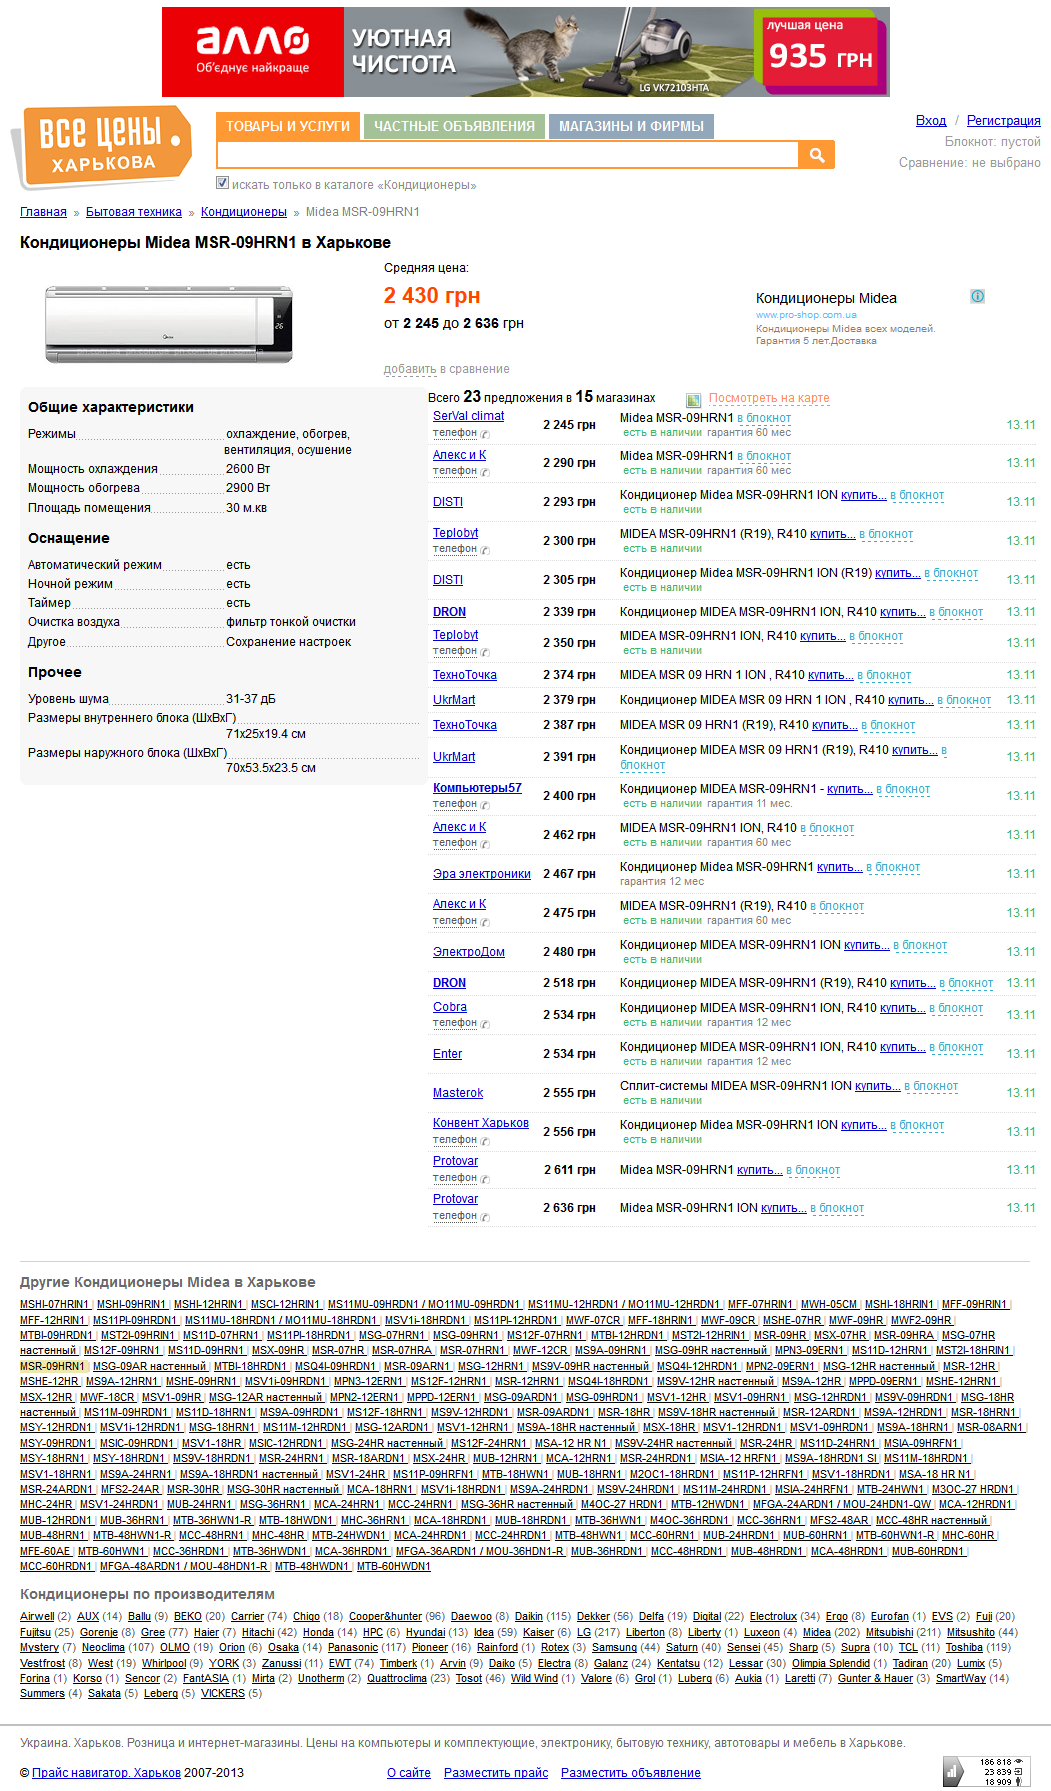 алло
Об'єднує найкраще
УЮТНАЯ
ЧИСТОТА
LG VK72103HTA
лучшая цена
935 ГРН
ВСЕ ЦЕНЫ
ХАРЬКОВА
ТОВАРЫ И УСЛУГИ ЧАСТНЫЕ ОБЪЯВЛЕНИЯ МАГАЗИНЫ И ФИРМЫ
искать только в каталоге «Кондиционеры»
Вход / Регистрация
Блокнот: пустой
Сравнение: не выбрано
Главная » Бытовая техника » Кондиционеры » Midea MSR-09HRN1
Кондиционеры Midea MSR-09HRN1 в Харькове
Средняя цена:
2 430 грн
от 2 245 до 2 636 грн
добавить в сравнение
Кондиционеры Midea
www.pro-shop.com.ua
Кондиционеры Midea всех моделей.
Гарантия 5 лет.Доставка
Общие характеристики
Режимы охлаждение, обогрев,
вентиляция, осушение
Мощность охлаждения 2600 Вт
Мощность обогрева 2900 Вт
Площадь помещения 30 м.кв
Оснащение
Автоматический режим есть
Ночной режим есть
Таймер есть
Очистка воздуха фильтр тонкой очистки
Другое Сохранение настроек
Прочее
Уровень шума 31-37 дБ
Размеры внутреннего блока (ШхВхГ)
71x25x19.4 см
Размеры наружного блока (ШхВхГ)
70x53.5x23.5 см
Всего 23 предложения в 15 магазинах Посмотреть на карте
SerVal climat 2 245 грн Midea MSR-09HRN1 в блокнот 13.11
телефон есть в наличии гарантия 60 мес
Алекс и К 2 290 грн Midea MSR-09HRN1 в блокнот 13.11
телефон есть в наличии гарантия 60 мес
DISTI 2 293 грн Кондиционер Midea MSR-09HRN1 ION купить... в блокнот 13.11
есть в наличии
Teplobyt 2 300 грн MIDEA MSR-09HRN1 (R19), R410 купить... в блокнот 13.11
телефон есть в наличии
DISTI 2 305 грн Кондиционер Midea MSR-09HRN1 ION (R19) купить... в блокнот 13.11
есть в наличии
DRON 2 339 грн Кондиционер MIDEA MSR-09HRN1 ION, R410 купить... в блокнот 13.11
Teplobyt 2 350 грн MIDEA MSR-09HRN1 ION, R410 купить... в блокнот 13.11
телефон есть в наличии
ТехноТочка 2 374 грн MIDEA MSR 09 HRN 1 ION , R410 купить... в блокнот 13.11
UkrMart 2 379 грн Кондиционер MIDEA MSR 09 HRN 1 ION , R410 купить... в блокнот 13.11
ТехноТочка 2 387 грн MIDEA MSR 09 HRN1 (R19), R410 купить... в блокнот 13.11
UkrMart 2 391 грн Кондиционер MIDEA MSR 09 HRN1 (R19), R410 купить... в 13.11
блокнот
Компьютеры57 2 400 грн Кондиционер MIDEA MSR-09HRN1 - купить... в блокнот 13.11
телефон есть в наличии гарантия 11 мес.
Алекс и К 2 462 грн MIDEA MSR-09HRN1 ION, R410 в блокнот 13.11
телефон есть в наличии гарантия 60 мес
Эра электроники 2 467 грн Кондиционер Midea MSR-09HRN1 купить... в блокнот 13.11
гарантия 12 мес
Алекс и К 2 475 грн MIDEA MSR-09HRN1 (R19), R410 в блокнот 13.11
телефон есть в наличии гарантия 60 мес
ЭлектроДом 2 480 грн Кондиционер MIDEA MSR-09HRN1 ION купить... в блокнот 13.11
есть в наличии
DRON 2 518 грн Кондиционер MIDEA MSR-09HRN1 (R19), R410 купить... в блокнот 13.11
Cobra 2 534 грн Кондиционер MIDEA MSR-09HRN1 ION, R410 купить... в блокнот 13.11
телефон есть в наличии гарантия 12 мес
Enter 2 534 грн Кондиционер MIDEA MSR-09HRN1 ION, R410 купить... в блокнот 13.11
есть в наличии гарантия 12 мес
Masterok 2 555 грн Сплит-системы MIDEA MSR-09HRN1 ION купить... в блокнот 13.11
есть в наличии
Конвент Харьков 2 556 грн Кондиционер Midea MSR-09HRN1 ION купить... в блокнот 13.11
телефон есть в наличии
Protovar 2 611 грн Midea MSR-09HRN1 купить... в блокнот 13.11
телефон
Protovar 2 636 грн Midea MSR-09HRN1 ION купить... в блокнот 13.11
телефон
Другие Кондиционеры Midea в Харькове
MSHI-07HRIN1 | MSHI-09HRIN1 | MSHI-12HRIN1 | MSCI-12HRIN1 | MS11MU-09HRDN1 / MO11MU-09HRDN1 | MS11MU-12HRDN1 / MO11MU-12HRDN1 | MFF-07HRIN1 | MWH-05CM | MSHI-18HRIN1 | MFF-09HRIN1 |
MFF-12HRIN1 | MS11PI-09HRDN1 | MS11MU-18HRDN1 / MO11MU-18HRDN1 | MSV1i-18HRDN1 | MS11PI-12HRDN1 | MWF-07CR | MFF-18HRIN1 | MWF-09CR | MSHE-07HR | MWF-09HR | MWF2-09HR |
MTBI-09HRDN1 | MST2I-09HRIN1 | MS11D-07HRN1 | MS11PI-18HRDN1 | MSG-07HRN1 | MSG-09HRN1 | MS12F-07HRN1 | MTBI-12HRDN1 | MST2I-12HRIN1 | MSR-09HR | MSX-07HR | MSR-09HRA | MSG-07HR
настенный | MS12F-09HRN1 | MS11D-09HRN1 | MSX-09HR | MSR-07HR | MSR-07HRA | MSR-07HRN1 | MWF-12CR | MS9A-09HRN1 | MSG-09HR настенный | MPN3-09ERN1 | MS11D-12HRN1 | MST2I-18HRIN1 |
MSR-09HRN1 MSG-09AR настенный | MTBI-18HRDN1 | MSQ4I-09HRDN1 | MSR-09ARN1 | MSG-12HRN1 | MS9V-09HR настенный | MSQ4I-12HRDN1 | MPN2-09ERN1 | MSG-12HR настенный | MSR-12HR |
MSHE-12HR | MS9A-12HRN1 | MSHE-09HRN1 | MSV1i-09HRDN1 | MPN3-12ERN1 | MS12F-12HRN1 | MSR-12HRN1 | MSQ4I-18HRDN1 | MS9V-12HR настенный | MS9A-12HR | MPPD-09ERN1 | MSHE-12HRN1 |
MSX-12HR | MWF-18CR | MSV1-09HR | MSG-12AR настенный | MPN2-12ERN1 | MPPD-12ERN1 | MSG-09ARDN1 | MSG-09HRDN1 | MSV1-12HR | MSV1-09HRN1 | MSG-12HRDN1 | MS9V-09HRDN1 | MSG-18HR
настенный | MS11M-09HRDN1 | MS11D-18HRN1 | MS9A-09HRDN1 | MS12F-18HRN1 | MS9V-12HRDN1 | MSR-09ARDN1 | MSR-18HR | MS9V-18HR настенный | MSR-12ARDN1 | MS9A-12HRDN1 | MSR-18HRN1 |
MSY-12HRDN1 | MSV1i-12HRDN1 | MSG-18HRN1 | MS11M-12HRDN1 | MSG-12ARDN1 | MSV1-12HRN1 | MS9A-18HR настенный | MSX-18HR | MSV1-12HRDN1 | MSV1-09HRDN1 | MS9A-18HRN1 | MSR-08ARN1 |
MSY-09HRDN1 | MSIC-09HRDN1 | MSV1-18HR | MSIC-12HRDN1 | MSG-24HR настенный | MS12F-24HRN1 | MSA-12 HR N1 | MS9V-24HR настенный | MSR-24HR | MS11D-24HRN1 | MSIA-09HRFN1 |
MSY-18HRN1 | MSY-18HRDN1 | MS9V-18HRDN1 | MSR-24HRN1 | MSR-18ARDN1 | MSX-24HR | MUB-12HRN1 | MCA-12HRN1 | MSR-24HRDN1 | MSIA-12 HRFN1 | MS9A-18HRDN1 SI | MS11M-18HRDN1 |
MSV1-18HRN1 | MS9A-24HRN1 | MS9A-18HRDN1 настенный | MSV1-24HR | MS11P-09HRFN1 | MTB-18HWN1 | MUB-18HRN1 | M2OC1-18HRDN1 | MS11P-12HRFN1 | MSV1-18HRDN1 | MSA-18 HR N1 |
MSR-24ARDN1 | MFS2-24AR | MSR-30HR | MSG-30HR настенный | MCA-18HRN1 | MSV1i-18HRDN1 | MS9A-24HRDN1 | MS9V-24HRDN1 | MS11M-24HRDN1 | MSIA-24HRFN1 | MTB-24HWN1 | M3OC-27 HRDN1 |
MHC-24HR | MSV1-24HRDN1 | MUB-24HRN1 | MSG-36HRN1 | MCA-24HRN1 | MCC-24HRN1 | MSG-36HR настенный | M4OC-27 HRDN1 | MTB-12HWDN1 | MFGA-24ARDN1 / MOU-24HDN1-QW | MCA-12HRDN1 |
MUB-12HRDN1 | MUB-36HRN1 | MTB-36HWN1-R | MTB-18HWDN1 | MHC-36HRN1 | MCA-18HRDN1 | MUB-18HRDN1 | MTB-36HWN1 | M4OC-36HRDN1 | MCC-36HRN1 | MFS2-48AR | MCC-48HR настенный |
MUB-48HRN1 | MTB-48HWN1-R | MCC-48HRN1 | MHC-48HR | MTB-24HWDN1 | MCA-24HRDN1 | MCC-24HRDN1 | MTB-48HWN1 | MCC-60HRN1 | MUB-24HRDN1 | MUB-60HRN1 | MTB-60HWN1-R | MHC-60HR |
MFE-60AE | MTB-60HWN1 | MCC-36HRDN1 | MTB-36HWDN1 | MCA-36HRDN1 | MFGA-36ARDN1 / MOU-36HDN1-R | MUB-36HRDN1 | MCC-48HRDN1 | MUB-48HRDN1 | MCA-48HRDN1 | MUB-60HRDN1 |
MCC-60HRDN1 | MFGA-48ARDN1 / MOU-48HDN1-R | MTB-48HWDN1 | MTB-60HWDN1
Кондиционеры по производителям
Airwell (2) AUX (14) Ballu (9) BEKO (20) Carrier (74) Chigo (18) Cooper&hunter (96) Daewoo (8) Daikin (115) Dekker (56) Delfa (19) Digital (22) Electrolux (34) Ergo (8) Eurofan (1) EVS (2) Fuji (20)
Fujitsu (25) Gorenje (8) Gree (77) Haier (7) Hitachi (42) Honda (14) HPC (6) Hyundai (13) Idea (59) Kaiser (6) LG (217) Liberton (8) Liberty (1) Luxeon (4) Midea (202) Mitsubishi (211) Mitsushito (44)
Mystery (7) Neoclima (107) OLMO (19) Orion (6) Osaka (14) Panasonic (117) Pioneer (16) Rainford (1) Rotex (3) Samsung (44) Saturn (40) Sensei (45) Sharp (5) Supra (10) TCL (11) Toshiba (119)
Vestfrost (8) West (19) Whirlpool (9) YORK (3) Zanussi (11) EWT (74) Timberk (1) Arvin (9) Daiko (5) Electra (8) Galanz (24) Kentatsu (12) Lessar (30) Olimpia Splendid (1) Tadiran (20) Lumix (5)
Forina (1) Korso (1) Sencor (2) FantASIA (1) Mirta (2) Unotherm (2) Quattroclima (23) Tosot (46) Wild Wind (1) Valore (6) Grol (1) Luberg (6) Aukia (1) Laretti (7) Gunter & Hauer (3) SmartWay (14)
Summers (4) Sakata (5) Leberg (5) VICKERS (5)
Украина. Харьков. Розница и интернет-магазины. Цены на компьютеры и комплектующие, электронику, бытовую технику, автотовары и мебель в Харькове.
© Прайс навигатор. Харьков 2007-2013 О сайте Разместить прайс Разместить объявление
186 818
23 839
18 909